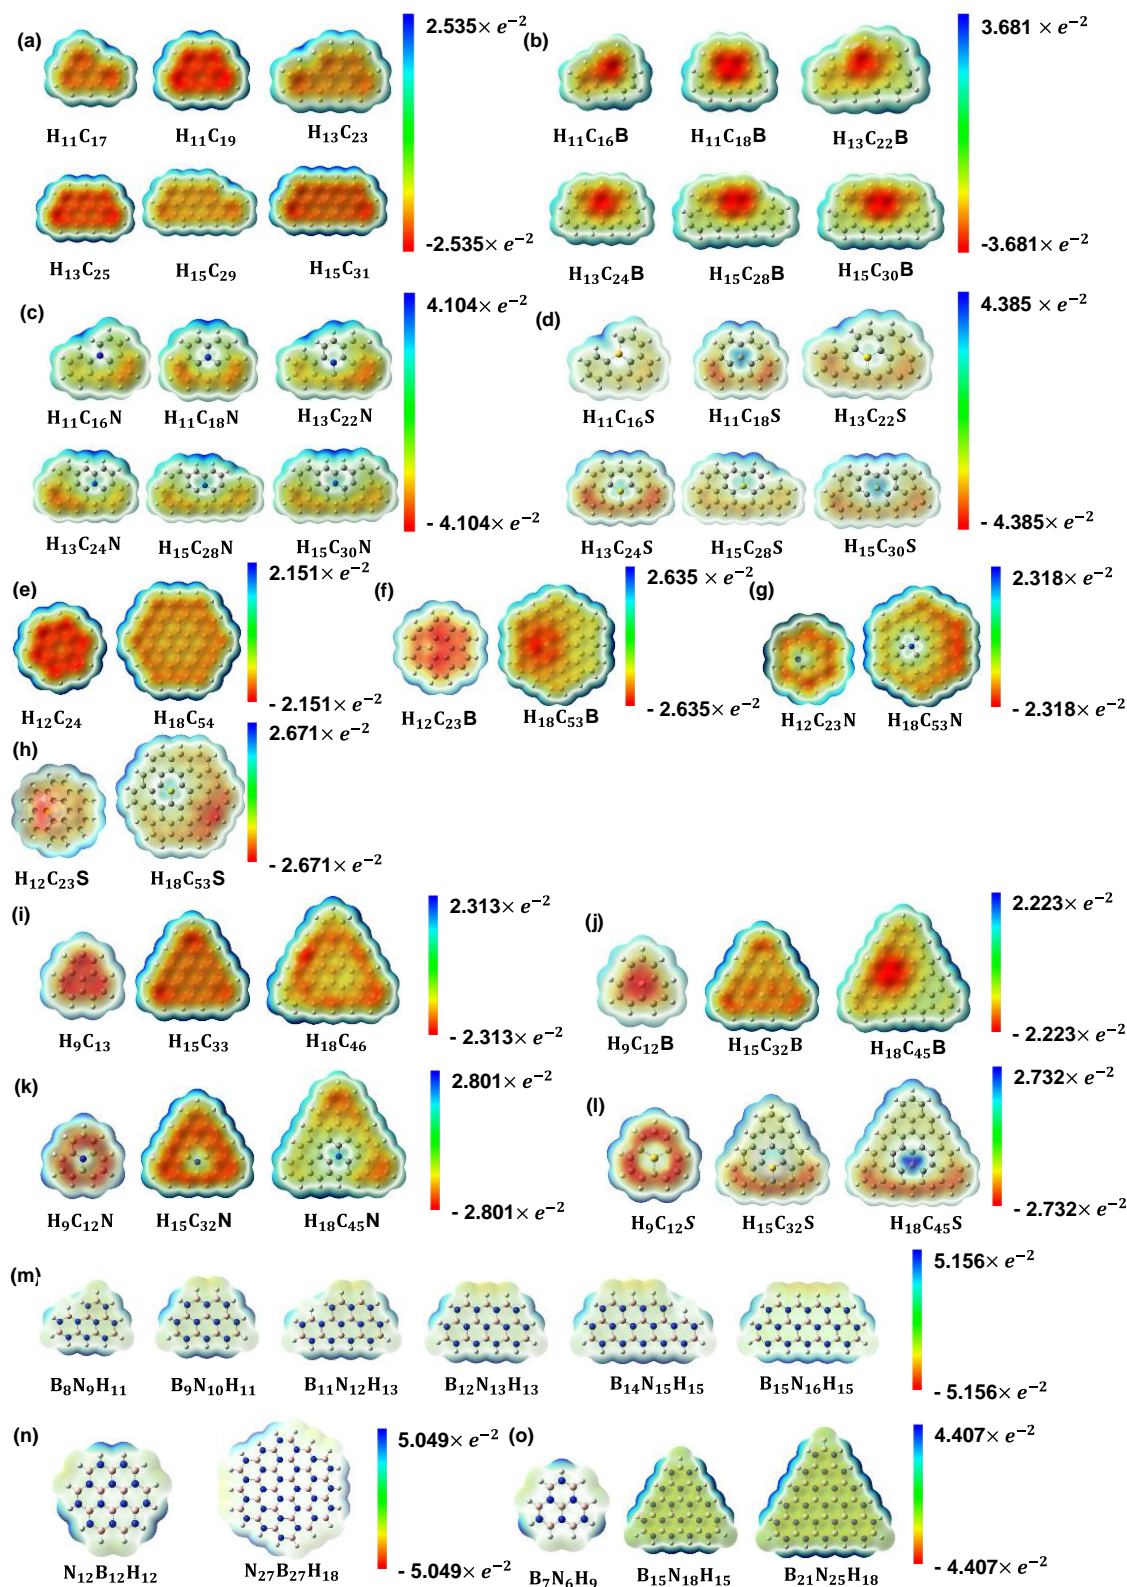 (a)
2.535× e⁻²
H₁₁C₁₇
H₁₁C₁₉
H₁₃C₂₃
H₁₃C₂₅
H₁₅C₂₉
H₁₅C₃₁
-2.535× e⁻²
(b)
3.681 × e⁻²
H₁₁C₁₆B
H₁₁C₁₈B
H₁₃C₂₂B
H₁₃C₂₄B
H₁₅C₂₈B
H₁₅C₃₀B
-3.681× e⁻²
(c)
4.104× e⁻²
H₁₁C₁₆N
H₁₁C₁₈N
H₁₃C₂₂N
H₁₃C₂₄N
H₁₅C₂₈N
H₁₅C₃₀N
- 4.104× e⁻²
(d)
4.385 × e⁻²
H₁₁C₁₆S
H₁₁C₁₈S
H₁₃C₂₂S
H₁₃C₂₄S
H₁₅C₂₈S
H₁₅C₃₀S
- 4.385× e⁻²
(e)
2.151× e⁻²
H₁₂C₂₄
H₁₈C₅₄
- 2.151× e⁻²
(f)
2.635 × e⁻²
H₁₂C₂₃B
H₁₈C₅₃B
- 2.635× e⁻²
(g)
2.318× e⁻²
H₁₂C₂₃N
H₁₈C₅₃N
- 2.318× e⁻²
(h)
2.671× e⁻²
H₁₂C₂₃S
H₁₈C₅₃S
- 2.671× e⁻²
(i)
2.313× e⁻²
H₉C₁₃
H₁₅C₃₃
H₁₈C₄₆
- 2.313× e⁻²
(j)
2.223× e⁻²
H₉C₁₂B
H₁₅C₃₂B
H₁₈C₄₅B
- 2.223× e⁻²
(k)
2.801× e⁻²
H₉C₁₂N
H₁₅C₃₂N
H₁₈C₄₅N
- 2.801× e⁻²
(l)
2.732× e⁻²
H₉C₁₂S
H₁₅C₃₂S
H₁₈C₄₅S
- 2.732× e⁻²
(m)
5.156× e⁻²
B₈N₉H₁₁
B₉N₁₀H₁₁
B₁₁N₁₂H₁₃
B₁₂N₁₃H₁₃
B₁₄N₁₅H₁₅
B₁₅N₁₆H₁₅
- 5.156× e⁻²
(n)
5.049× e⁻²
N₁₂B₁₂H₁₂
N₂₇B₂₇H₁₈
- 5.049× e⁻²
(o)
4.407× e⁻²
B₇N₆H₉
B₁₅N₁₈H₁₅
B₂₁N₂₅H₁₈
- 4.407× e⁻²